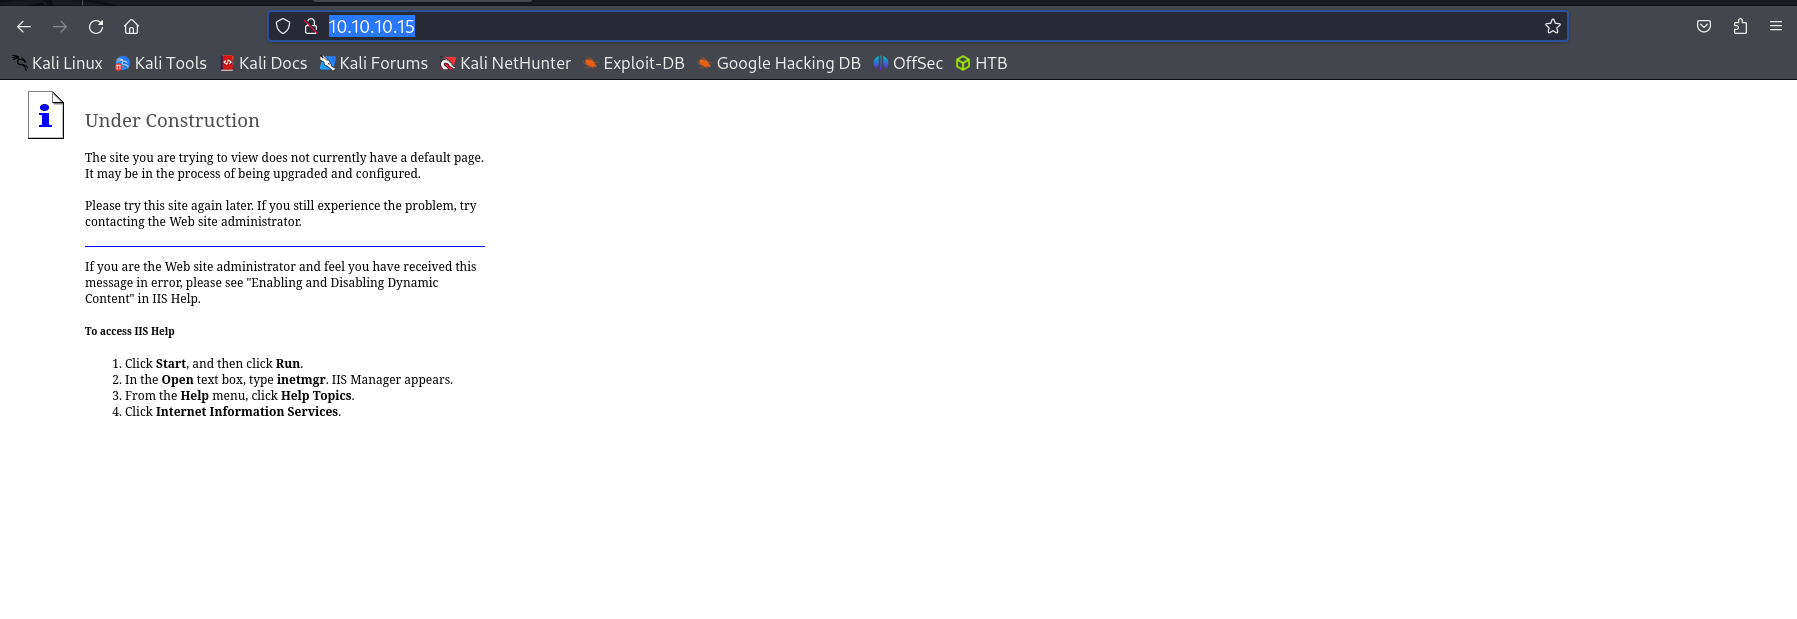 10.10.10.15
Kali Linux Kali Tools Kali Docs Kali Forums Kali NetHunter Exploit-DB Google Hacking DB OffSec HTB
Under Construction
The site you are trying to view does not currently have a default page.
It may be in the process of being upgraded and configured.
Please try this site again later. If you still experience the problem, try
contacting the Web site administrator.
If you are the Web site administrator and feel you have received this
message in error, please see "Enabling and Disabling Dynamic
Content" in IIS Help.
To access IIS Help
1. Click Start, and then click Run.
2. In the Open text box, type inetmgr. IIS Manager appears.
3. From the Help menu, click Help Topics.
4. Click Internet Information Services.